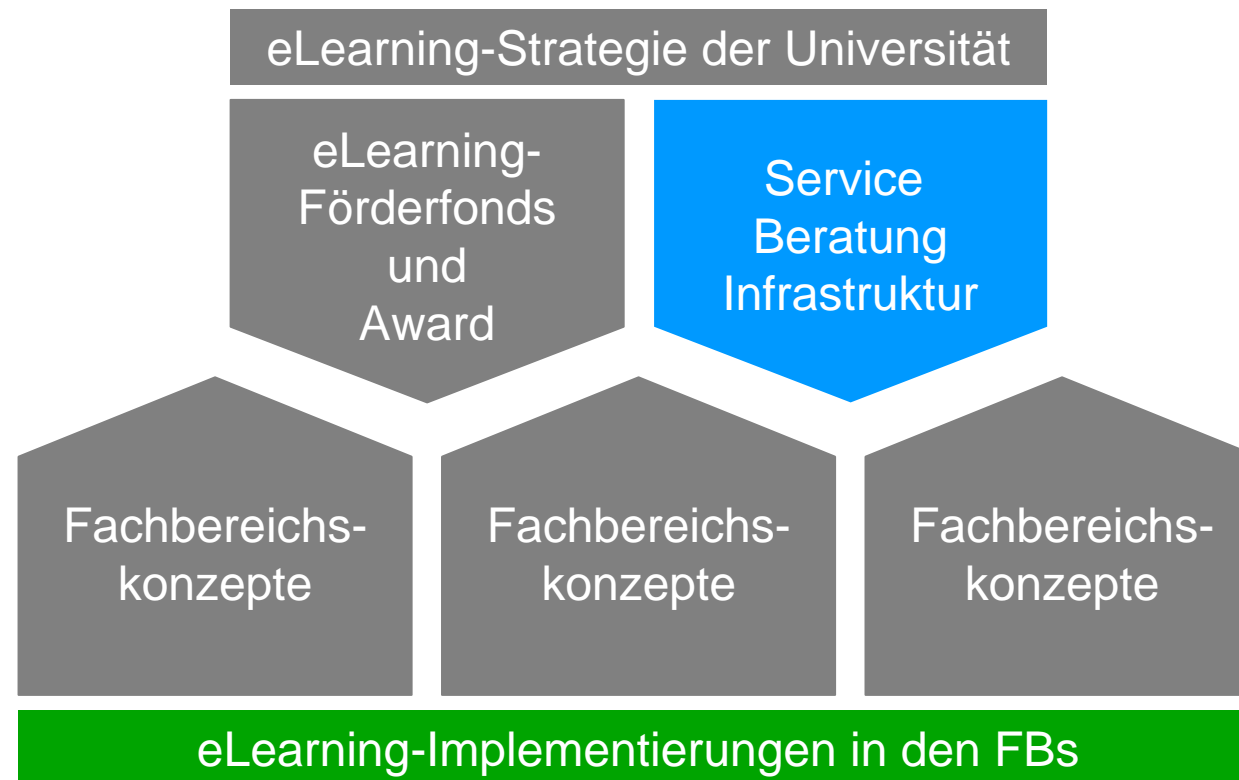 eLearning-Strategie der Universität
eLearning-
Förderfonds
und
Award
Service
Beratung
Infrastruktur
Fachbereichs-
konzepte
Fachbereichs-
konzepte
Fachbereichs-
konzepte
eLearning-Implementierungen in den FBs